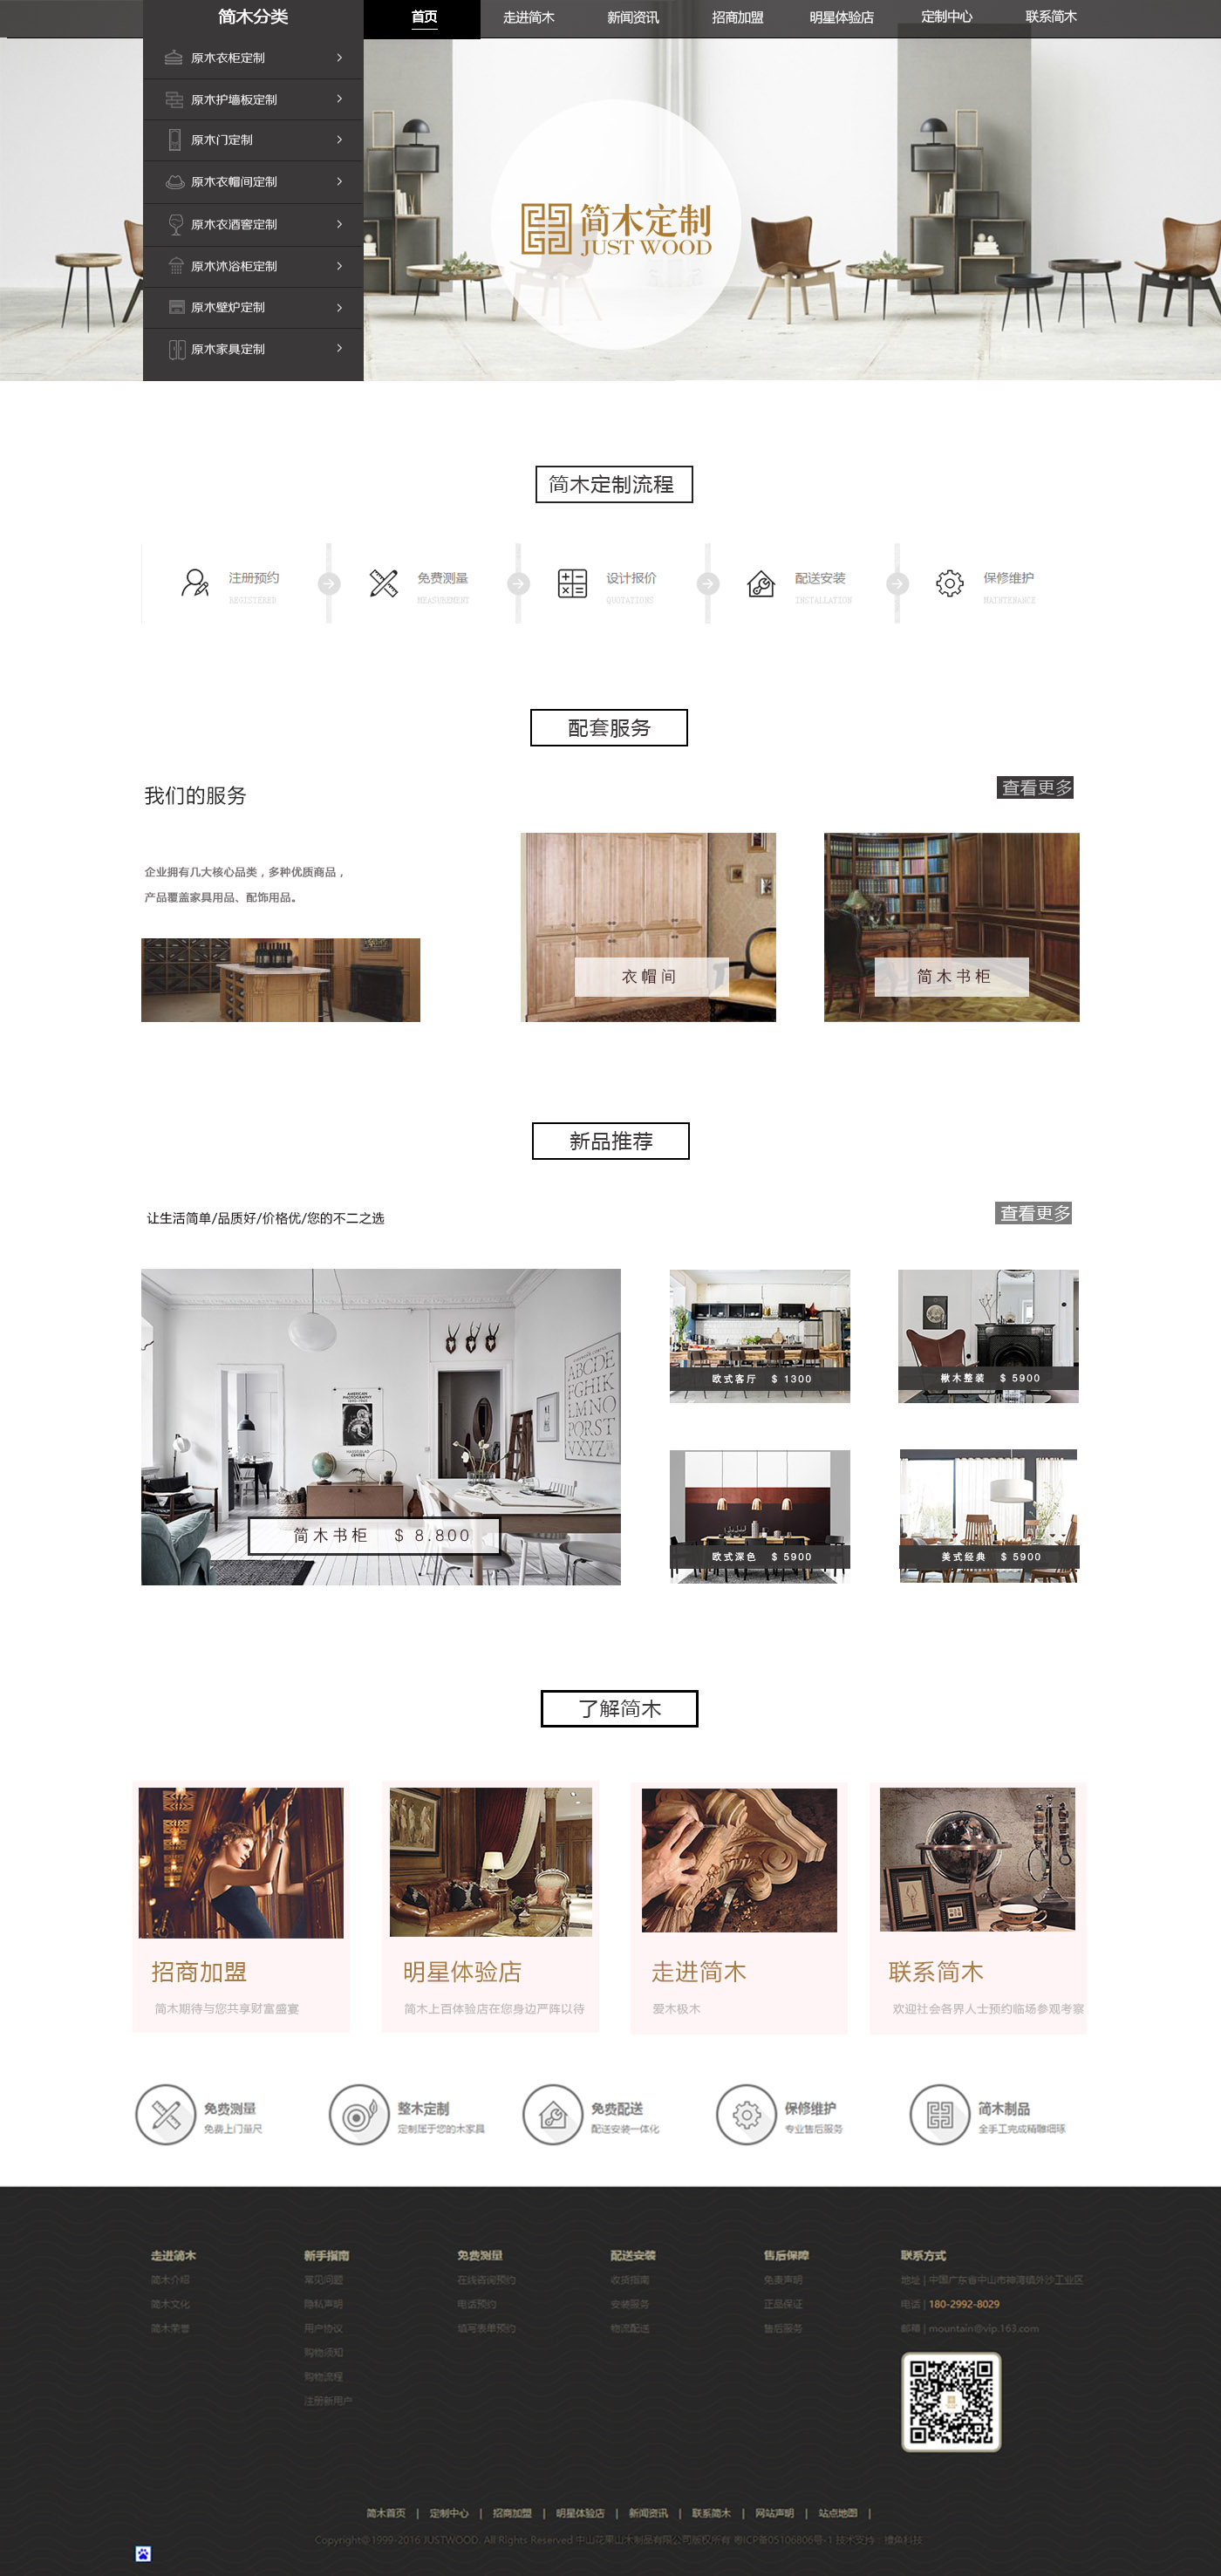 简木分类 首页 走进简木 新闻资讯 招商加盟 明星体验店 定制中心 联系简木
原木衣柜定制
原木护墙板定制
原木门定制
原木衣帽间定制
原木衣酒窖定制
原木沐浴柜定制
原木壁炉定制
原木家具定制
简木定制
JUST WOOD
简木定制流程
注册预约 免费测量 设计报价 配送安装 保修维护
REGISTERED MEASUREMENT QUOTATIONS INSTALLATION MAINTENANCE
配套服务
我们的服务 查看更多
企业拥有几大核心品类，多种优质商品，
产品覆盖家具用品、配饰用品。
衣帽间 简木书柜
新品推荐
让生活简单/品质好/价格优/您的不二之选 查看更多
AMERICAN
PHOTOGRAPHY
CENTER
ABCDE
FGHIK
ELMNO
PQRST
简木书柜 $ 8.800
欧式客厅 $ 1300
楸木整装 $ 5900
欧式深色 $ 5900
美式经典 $ 5900
了解简木
招商加盟 明星体验店 走进简木 联系简木
简木期待与您共享财富盛宴 简木上百体验店在您身边严阵以待 爱木极木 欢迎社会各界人士预约临场参观考察
免费测量 整木定制 免费配送 保修维护 简木制品
免费上门量尺 定制属于您的木家具 配送安装一体化 专业售后服务 全手工完成精雕细琢
走进简木 新手指南 免费测量 配送安装 售后保障 联系方式
简木介绍 常见问题 在线咨询预约 收货指南 免责声明 地址 | 中国广东省中山市神湾镇外沙工业区
简木文化 隐私声明 电话预约 安装服务 正品保证 电话 | 180-2992-8029
简木荣誉 用户协议 填写表单预约 物流配送 售后服务 邮箱 | mountain@vip.163.com
购物须知
购物流程
注册新用户
简木首页 | 定制中心 | 招商加盟 | 明星体验店 | 新闻资讯 | 联系简木 | 网站声明 | 站点地图 |
Copyright@1999-2016 JUSTWOOD. All Rights Reserved 中山花果山木制品有限公司版权所有 粤ICP备05106806号-1 技术支持：